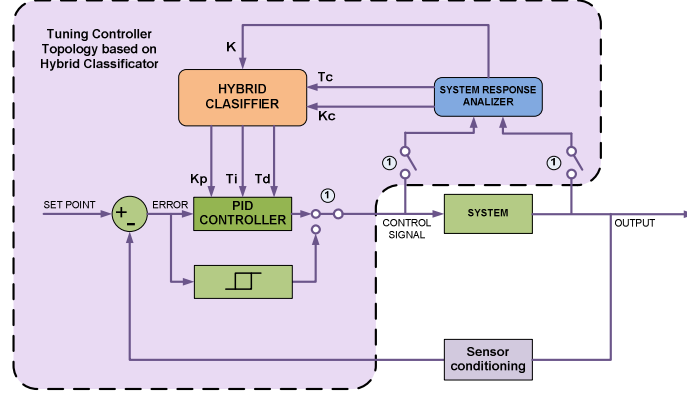 Tuning Controller
Topology based on
Hybrid Classificator
K
Tc
Kc
HYBRID
CLASIFFIER
SYSTEM RESPONSE
ANALIZER
1
1
Kp
Ti
Td
1
SET POINT
+
-
ERROR
PID
CONTROLLER
CONTROL
SIGNAL
SYSTEM
OUTPUT
Sensor
conditioning